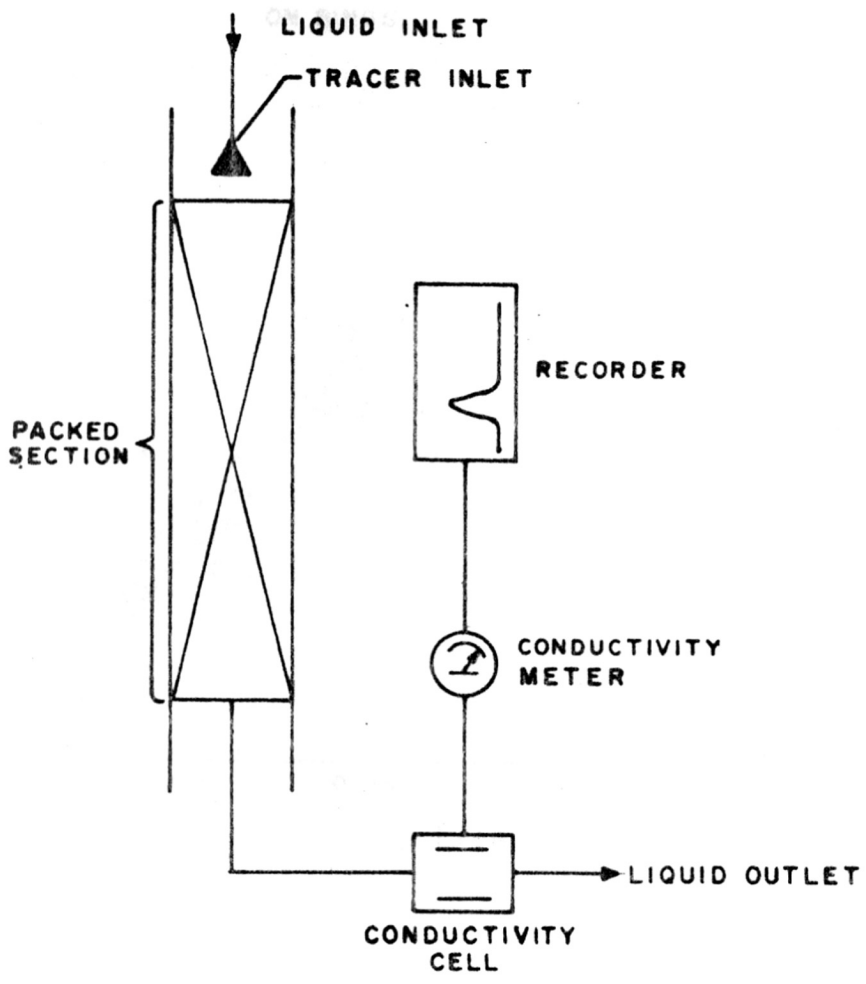 LIQUID INLET
TRACER INLET
RECORDER
PACKED
SECTION
CONDUCTIVITY
METER
LIQUID OUTLET
CONDUCTIVITY
CELL